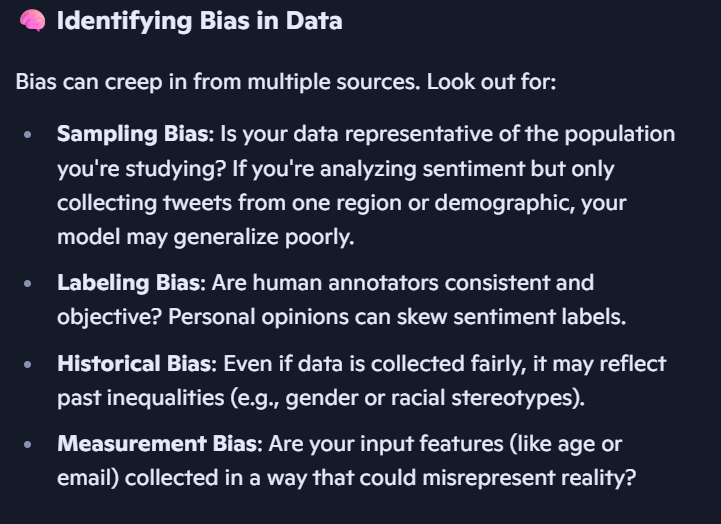 🧠 Identifying Bias in Data
Bias can creep in from multiple sources. Look out for:
• Sampling Bias: Is your data representative of the population
you're studying? If you're analyzing sentiment but only
collecting tweets from one region or demographic, your
model may generalize poorly.
• Labeling Bias: Are human annotators consistent and
objective? Personal opinions can skew sentiment labels.
• Historical Bias: Even if data is collected fairly, it may reflect
past inequalities (e.g., gender or racial stereotypes).
• Measurement Bias: Are your input features (like age or
email) collected in a way that could misrepresent reality?